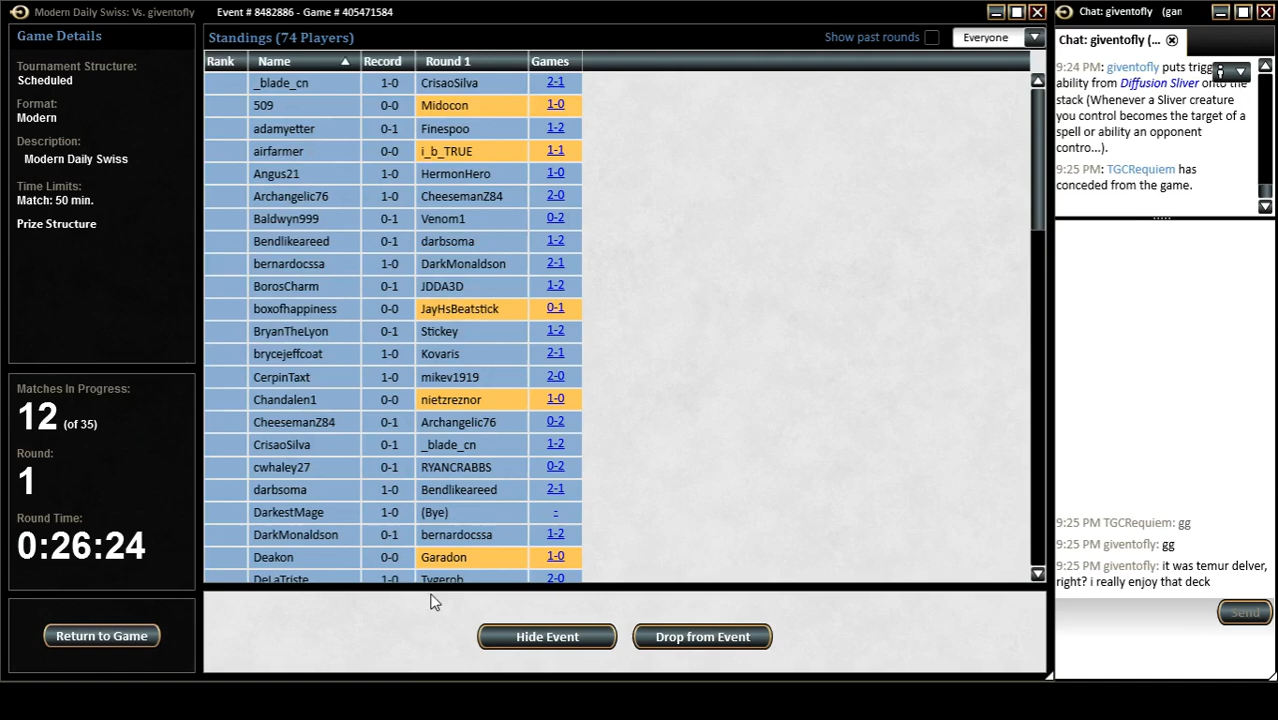 Modern Daily Swiss: Vs. giventofly
Event # 8482886 - Game # 405471584
Chat: giventofly (gan
Game Details
Tournament Structure:
Scheduled
Format:
Modern
Description:
Modern Daily Swiss
Time Limits:
Match: 50 min.
Prize Structure
Matches In Progress:
12 (of 35)
Round:
1
Round Time:
0:26:24
Return to Game
Standings (74 Players)
Show past rounds
Everyone
Rank Name Record Round 1 Games
_blade_cn 1-0 CrisaoSilva 2-1
509 0-0 Midocon 1-0
adamyetter 0-1 Finespoo 1-2
airfarmer 0-0 i_b_TRUE 1-1
Angus21 1-0 HermonHero 1-0
Archangelic76 1-0 CheesemanZ84 2-0
Baldwyn999 0-1 Venom1 0-2
Bendlikeareed 0-1 darbsoma 1-2
bernardocssa 1-0 DarkMonaldson 2-1
BorosCharm 0-1 JDDA3D 1-2
boxofhappiness 0-0 JayHsBeatstick 0-1
BryanTheLyon 0-1 Stickey 1-2
brycejeffcoat 1-0 Kovaris 2-1
CerpinTaxt 1-0 mikev1919 2-0
Chandalen1 0-0 nietzreznor 1-0
CheesemanZ84 0-1 Archangelic76 0-2
CrisaoSilva 0-1 _blade_cn 1-2
cwhaley27 0-1 RYANCRABBS 0-2
darbsoma 1-0 Bendlikeareed 2-1
DarkestMage 1-0 (Bye) -
DarkMonaldson 0-1 bernardocssa 1-2
Deakon 0-0 Garadon 1-0
DeLaTriste 1-0 Tygerob 2-0
Hide Event
Drop from Event
Chat: giventofly (...
9:24 PM: giventofly puts trigg
ability from Diffusion Sliver onto the
stack (Whenever a Sliver creature
you control becomes the target of a
spell or ability an opponent
contro...).
9:25 PM: TGCRequiem has
conceded from the game.
9:25 PM TGCRequiem: gg
9:25 PM giventofly: gg
9:25 PM giventofly: it was temur delver,
right? i really enjoy that deck
Send